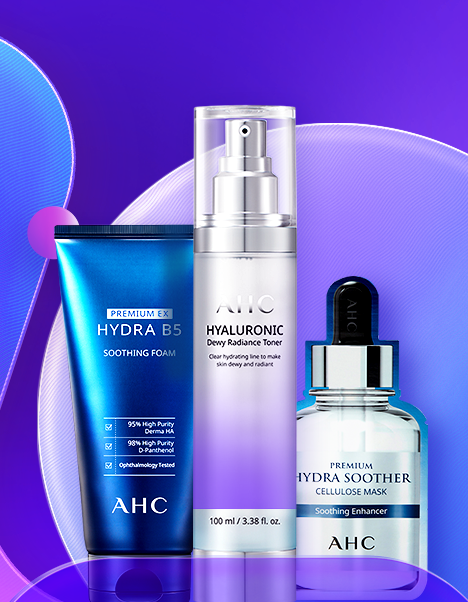 PREMIUM EX
HYDRA B5
SOOTHING FOAM
95% High Purity
Derma HA
98% High Purity
D-Panthenol
Ophthalmology Tested
AHC
AHC
HYALURONIC
Dewy Radiance Toner
Clear hydrating line to make
skin dewy and radiant
100 ml / 3.38 fl. oz.
AHC
PREMIUM
HYDRA SOOTHER
CELLULOSE MASK
Soothing Enhancer
AHC